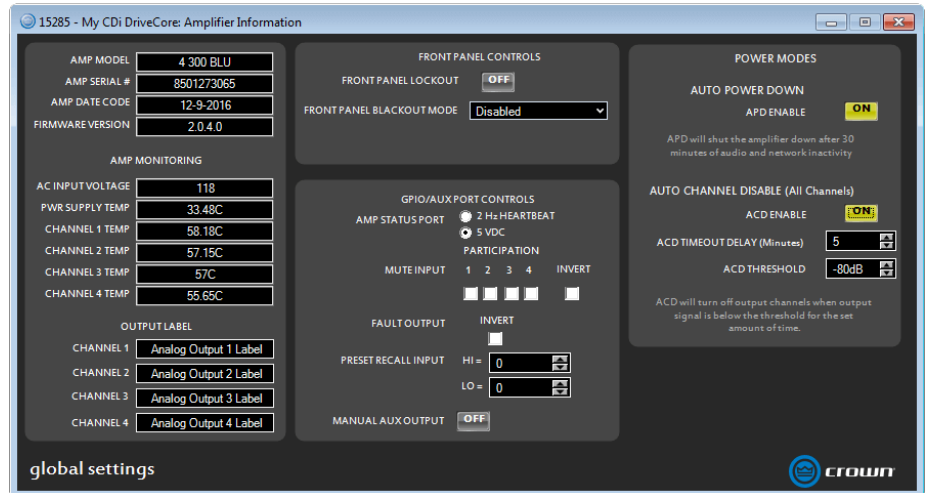 15285 - My CDi DriveCore: Amplifier Information
AMP MODEL 4 300 BLU
AMP SERIAL # 8501273065
AMP DATE CODE 12-9-2016
FIRMWARE VERSION 2.0.4.0
AMP MONITORING
AC INPUT VOLTAGE 118
PWR SUPPLY TEMP 33.48C
CHANNEL 1 TEMP 58.18C
CHANNEL 2 TEMP 57.15C
CHANNEL 3 TEMP 57C
CHANNEL 4 TEMP 55.65C
OUTPUT LABEL
CHANNEL 1 Analog Output 1 Label
CHANNEL 2 Analog Output 2 Label
CHANNEL 3 Analog Output 3 Label
CHANNEL 4 Analog Output 4 Label
FRONT PANEL CONTROLS
FRONT PANEL LOCKOUT OFF
FRONT PANEL BLACKOUT MODE Disabled
GPIO/AUX PORT CONTROLS
AMP STATUS PORT 2 Hz HEARTBEAT
5 VDC
PARTICIPATION
MUTE INPUT 1 2 3 4 INVERT
FAULT OUTPUT INVERT
PRESET RECALL INPUT HI = 0
LO = 0
MANUAL AUX OUTPUT OFF
POWER MODES
AUTO POWER DOWN
APD ENABLE ON
APD will shut the amplifier down after 30
minutes of audio and network inactivity
AUTO CHANNEL DISABLE (All Channels)
ACD ENABLE ON
ACD TIMEOUT DELAY (Minutes) 5
ACD THRESHOLD -80dB
ACD will turn off output channels when output
signal is below the threshold for the set
amount of time.
global settings
crown